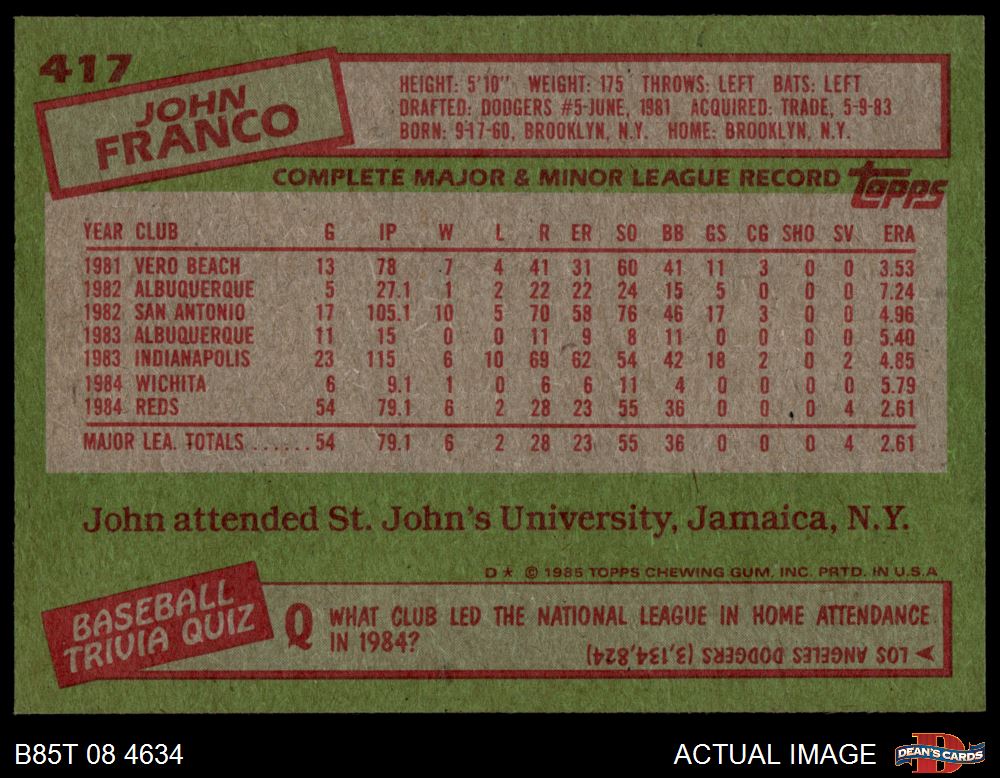 417
JOHN
FRANCO
HEIGHT: 5'10" WEIGHT: 175 THROWS: LEFT BATS: LEFT
DRAFTED: DODGERS #5-JUNE, 1981 ACQUIRED: TRADE, 5-9-83
BORN: 9-17-60, BROOKLYN, N.Y. HOME: BROOKLYN, N.Y.
COMPLETE MAJOR & MINOR LEAGUE RECORD topps
YEAR CLUB G IP W L R ER SO BB GS CG SHO SV ERA
1981 VERO BEACH 13 78 7 4 41 31 60 41 11 3 0 0 3.53
1982 ALBUQUERQUE 5 27.1 1 2 22 22 24 15 5 0 0 0 7.24
1982 SAN ANTONIO 17 105.1 10 5 70 58 76 46 17 3 0 0 4.96
1983 ALBUQUERQUE 11 15 0 0 11 9 8 11 0 0 0 0 5.40
1983 INDIANAPOLIS 23 115 6 10 69 62 54 42 18 2 0 2 4.85
1984 WICHITA 6 9.1 1 0 6 6 11 4 0 0 0 0 5.79
1984 REDS 54 79.1 6 2 28 23 55 36 0 0 0 4 2.61
MAJOR LEA. TOTALS ...... 54 79.1 6 2 28 23 55 36 0 0 0 4 2.61
John attended St. John's University, Jamaica, N.Y.
D* © 1985 TOPPS CHEWING GUM, INC. PRTD. IN U.S.A
BASEBALL
TRIVIA QUIZ
Q WHAT CLUB LED THE NATIONAL LEAGUE IN HOME ATTENDANCE
IN 1984?
LOS ANGELES DODGERS (3,134,824)
B85T 08 4634
ACTUAL IMAGE
D
DEAN'S CARDS